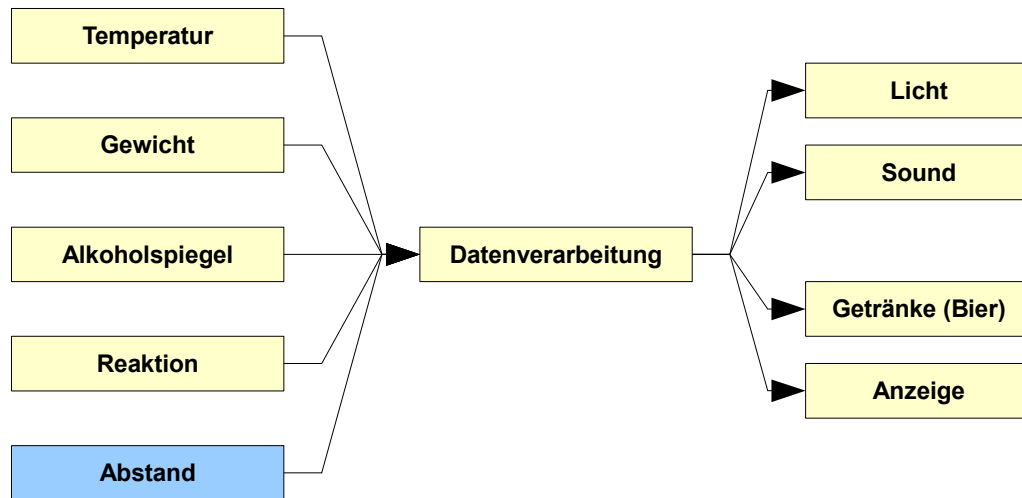 Temperatur
Gewicht
Alkoholspiegel
Reaktion
Abstand
Datenverarbeitung
Licht
Sound
Getränke (Bier)
Anzeige